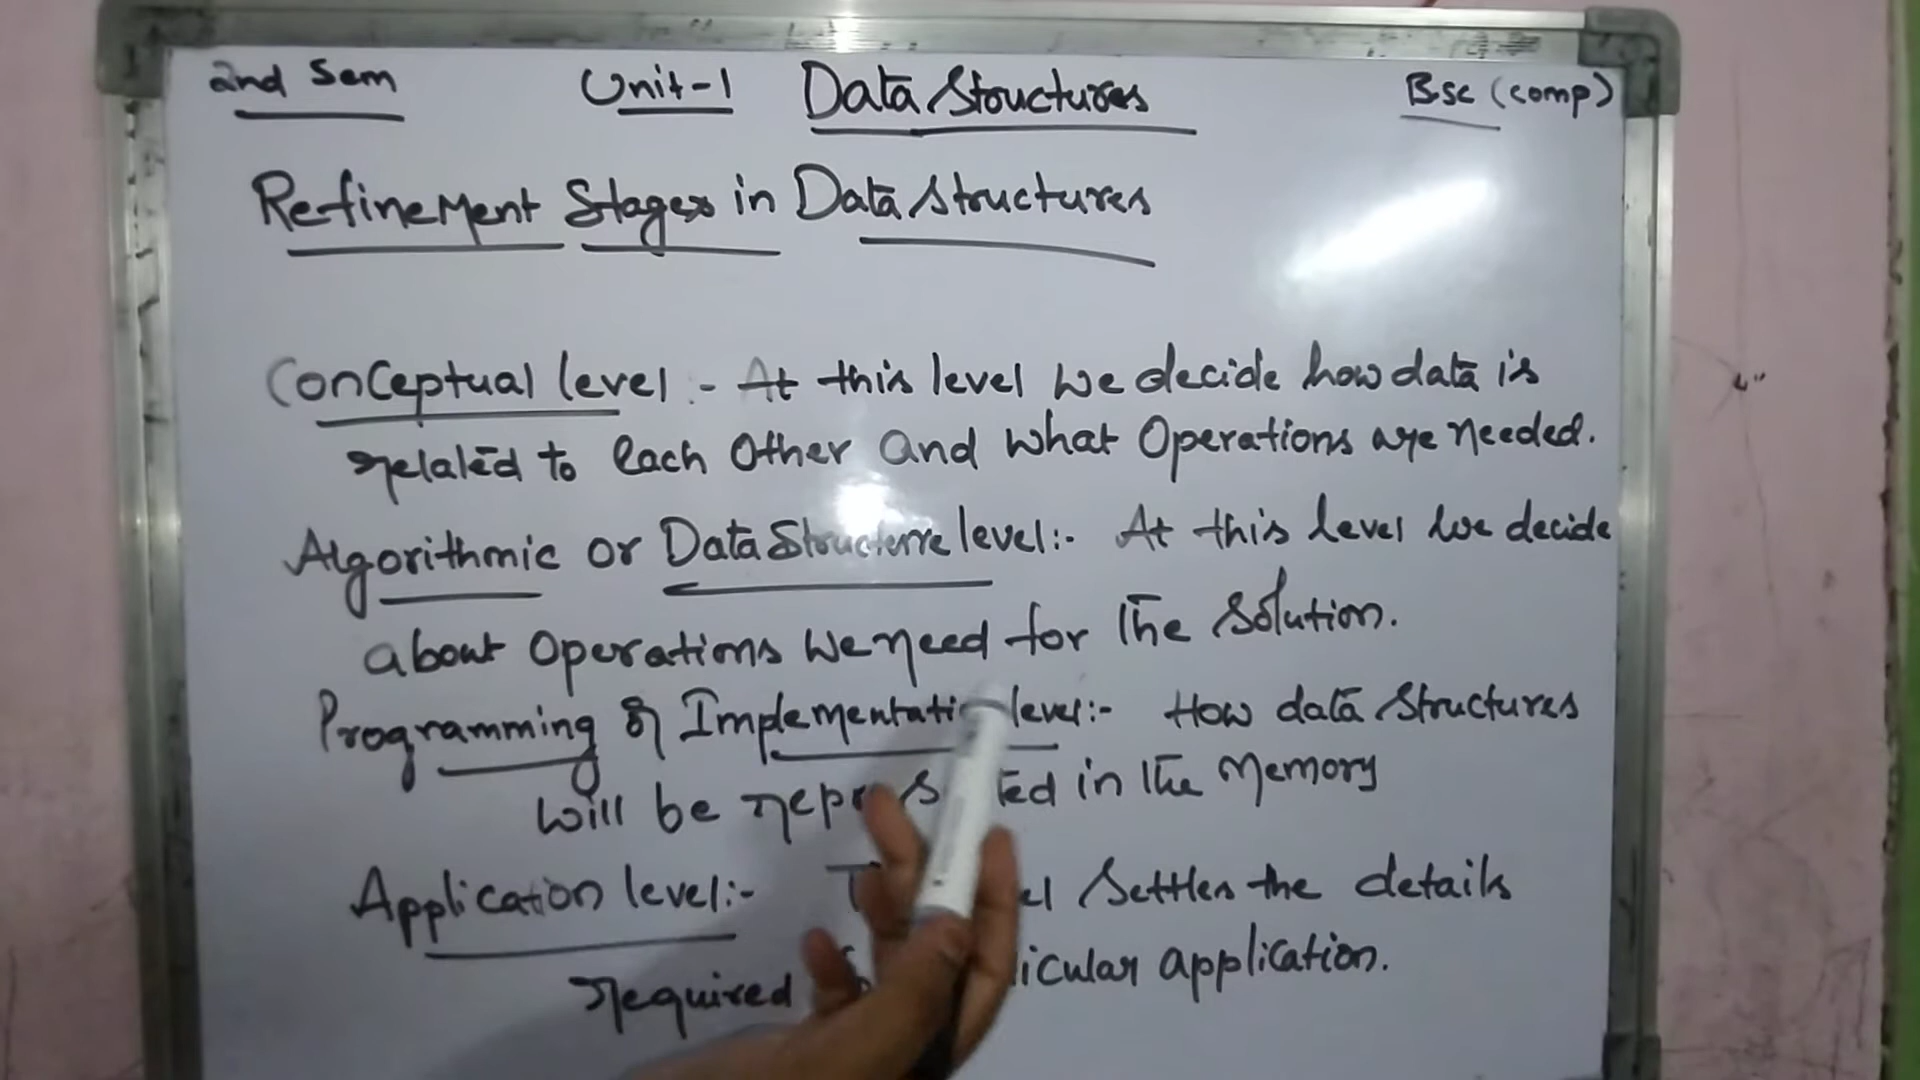 2nd Sem Unit-1 Data Structures Bsc (comp)
Refinement Stages in Data Structures
Conceptual level :- At this level we decide how data is
related to each other and what operations are needed.
Algorithmic or Data Structure level:- At this level we decide
about operations we need for the solution.
Programming or Implementation level:- How data structures
will be in the memory
Application level:- settles the details
required application.